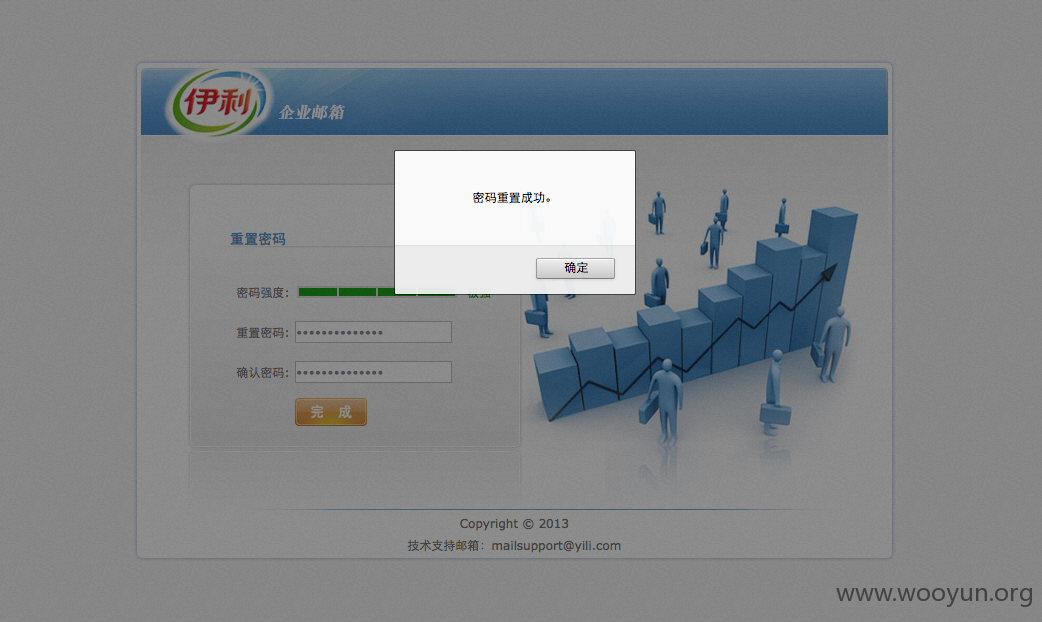 伊利
企业邮箱
密码重置成功。
确定
重置密码
密码强度:
重置密码:
确认密码:
完 成
Copyright © 2013
技术支持邮箱: mailsupport@yili.com
www.wooyun.org